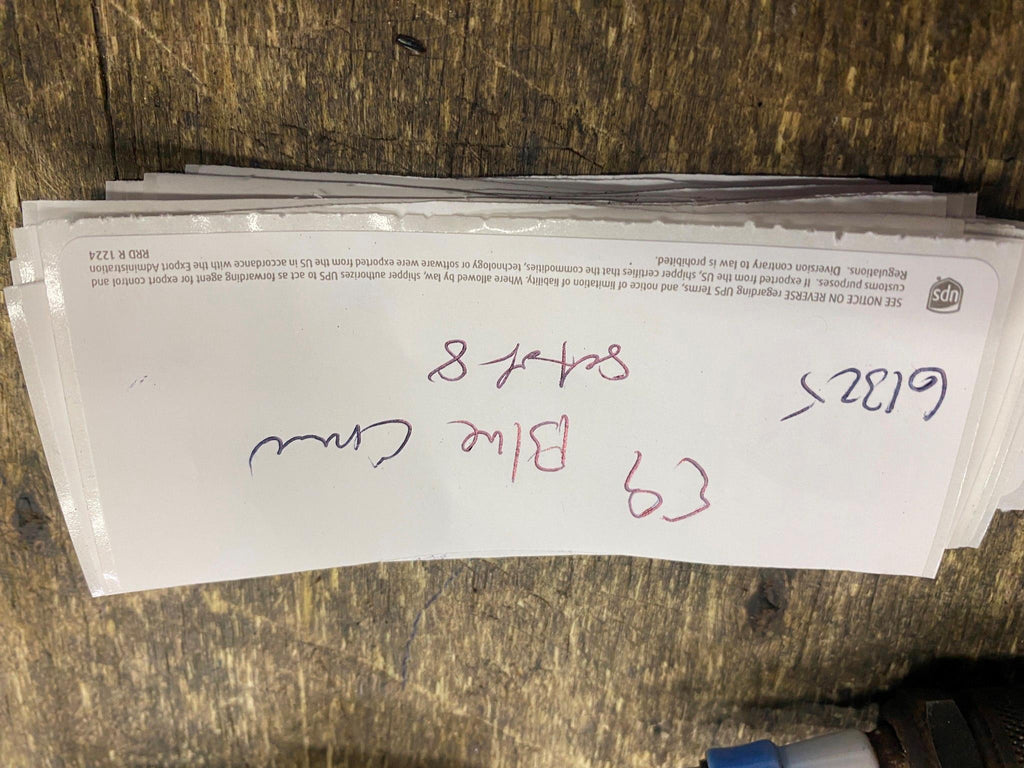 E9 Blue
61325
Set of 8
ups
SEE NOTICE ON REVERSE regarding UPS Terms, and notice of limitation of liability. Where allowed by law, shipper authorizes UPS to act as forwarding agent for export control and
customs purposes. If exported from the US, shipper certifies that the commodities, technology or software were exported from the US in accordance with the Export Administration
Regulations. Diversion contrary to law is prohibited.
RRD R 1224